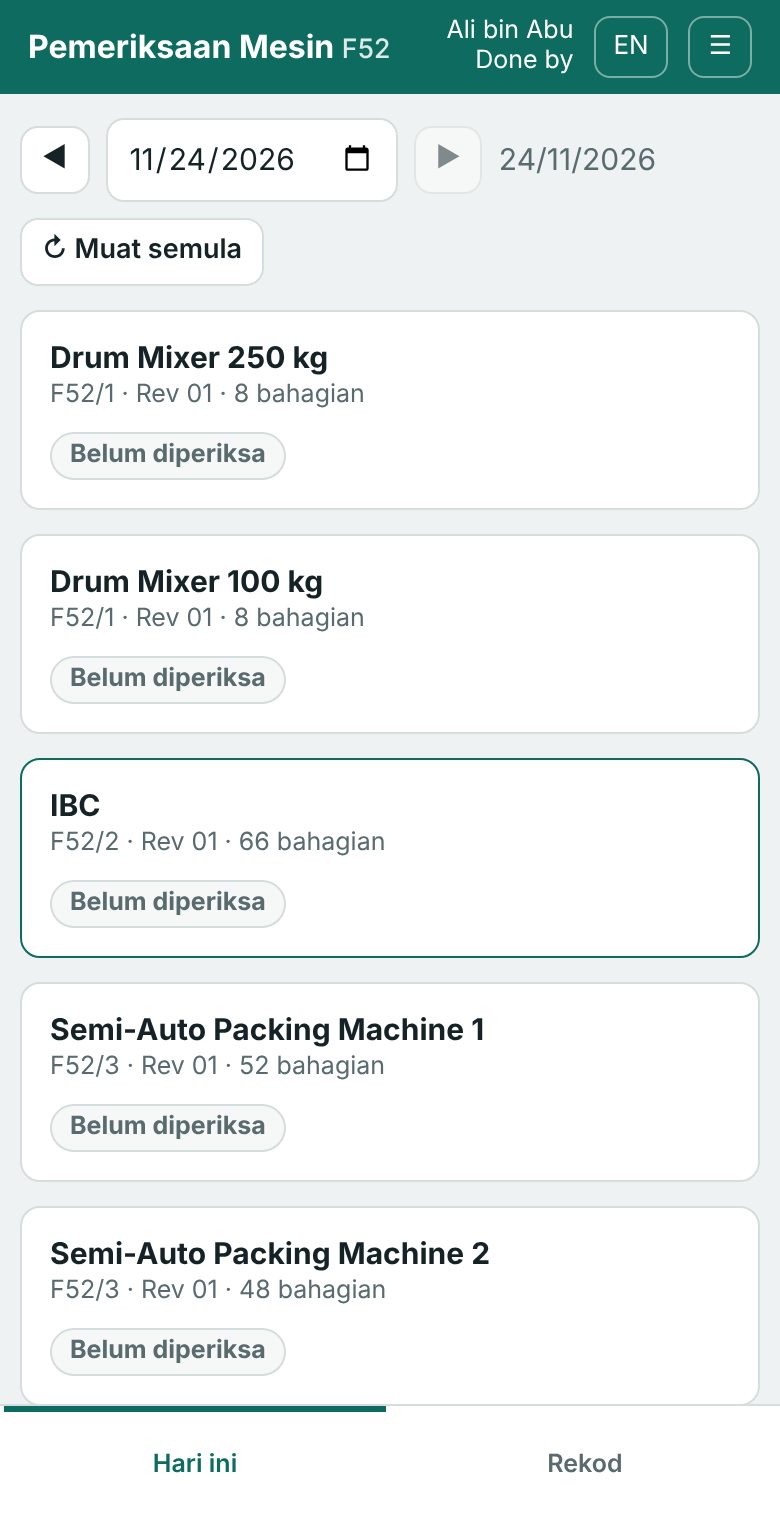 Pemeriksaan Mesin F52
Ali bin Abu
Done by
EN
☰
◀
11/24/2026
▶
24/11/2026
↻ Muat semula
Drum Mixer 250 kg
F52/1 · Rev 01 · 8 bahagian
Belum diperiksa
Drum Mixer 100 kg
F52/1 · Rev 01 · 8 bahagian
Belum diperiksa
IBC
F52/2 · Rev 01 · 66 bahagian
Belum diperiksa
Semi-Auto Packing Machine 1
F52/3 · Rev 01 · 52 bahagian
Belum diperiksa
Semi-Auto Packing Machine 2
F52/3 · Rev 01 · 48 bahagian
Belum diperiksa
Hari ini
Rekod